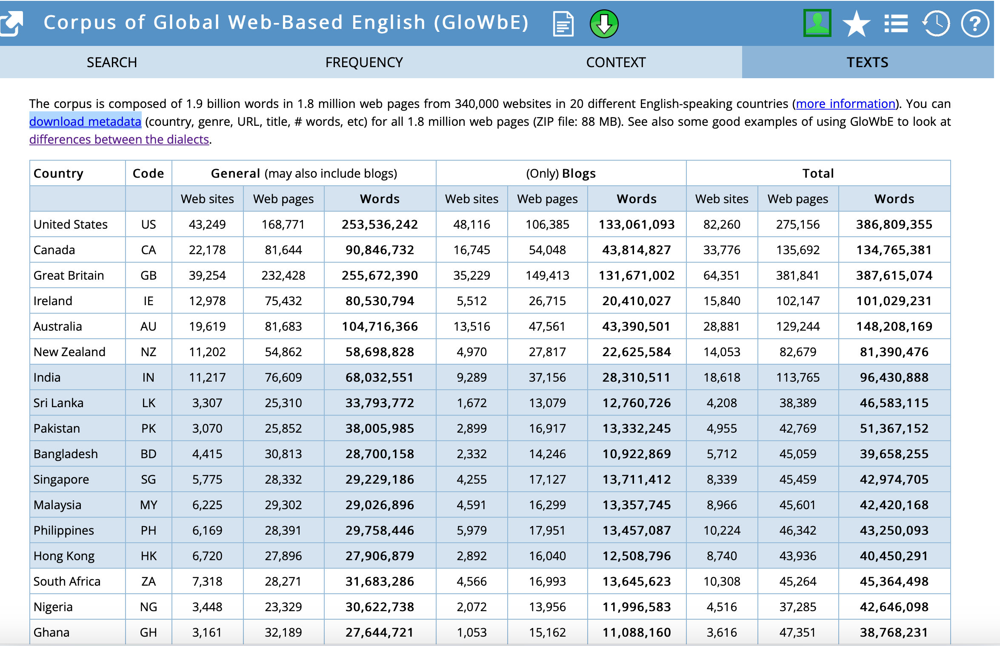 Corpus of Global Web-Based English (GloWbE)
SEARCH FREQUENCY CONTEXT TEXTS
The corpus is composed of 1.9 billion words in 1.8 million web pages from 340,000 websites in 20 different English-speaking countries (more information). You can
download metadata (country, genre, URL, title, # words, etc) for all 1.8 million web pages (ZIP file: 88 MB). See also some good examples of using GloWbE to look at
differences between the dialects.
Country Code General (may also include blogs) (Only) Blogs Total
Web sites Web pages Words Web sites Web pages Words Web sites Web pages Words
United States US 43,249 168,771 253,536,242 48,116 106,385 133,061,093 82,260 275,156 386,809,355
Canada CA 22,178 81,644 90,846,732 16,745 54,048 43,814,827 33,776 135,692 134,765,381
Great Britain GB 39,254 232,428 255,672,390 35,229 149,413 131,671,002 64,351 381,841 387,615,074
Ireland IE 12,978 75,432 80,530,794 5,512 26,715 20,410,027 15,840 102,147 101,029,231
Australia AU 19,619 81,683 104,716,366 13,516 47,561 43,390,501 28,881 129,244 148,208,169
New Zealand NZ 11,202 54,862 58,698,828 4,970 27,817 22,625,584 14,053 82,679 81,390,476
India IN 11,217 76,609 68,032,551 9,289 37,156 28,310,511 18,618 113,765 96,430,888
Sri Lanka LK 3,307 25,310 33,793,772 1,672 13,079 12,760,726 4,208 38,389 46,583,115
Pakistan PK 3,070 25,852 38,005,985 2,899 16,917 13,332,245 4,955 42,769 51,367,152
Bangladesh BD 4,415 30,813 28,700,158 2,332 14,246 10,922,869 5,712 45,059 39,658,255
Singapore SG 5,775 28,332 29,229,186 4,255 17,127 13,711,412 8,339 45,459 42,974,705
Malaysia MY 6,225 29,302 29,026,896 4,591 16,299 13,357,745 8,966 45,601 42,420,168
Philippines PH 6,169 28,391 29,758,446 5,979 17,951 13,457,087 10,224 46,342 43,250,093
Hong Kong HK 6,720 27,896 27,906,879 2,892 16,040 12,508,796 8,740 43,936 40,450,291
South Africa ZA 7,318 28,271 31,683,286 4,566 16,993 13,645,623 10,308 45,264 45,364,498
Nigeria NG 3,448 23,329 30,622,738 2,072 13,956 11,996,583 4,516 37,285 42,646,098
Ghana GH 3,161 32,189 27,644,721 1,053 15,162 11,088,160 3,616 47,351 38,768,231